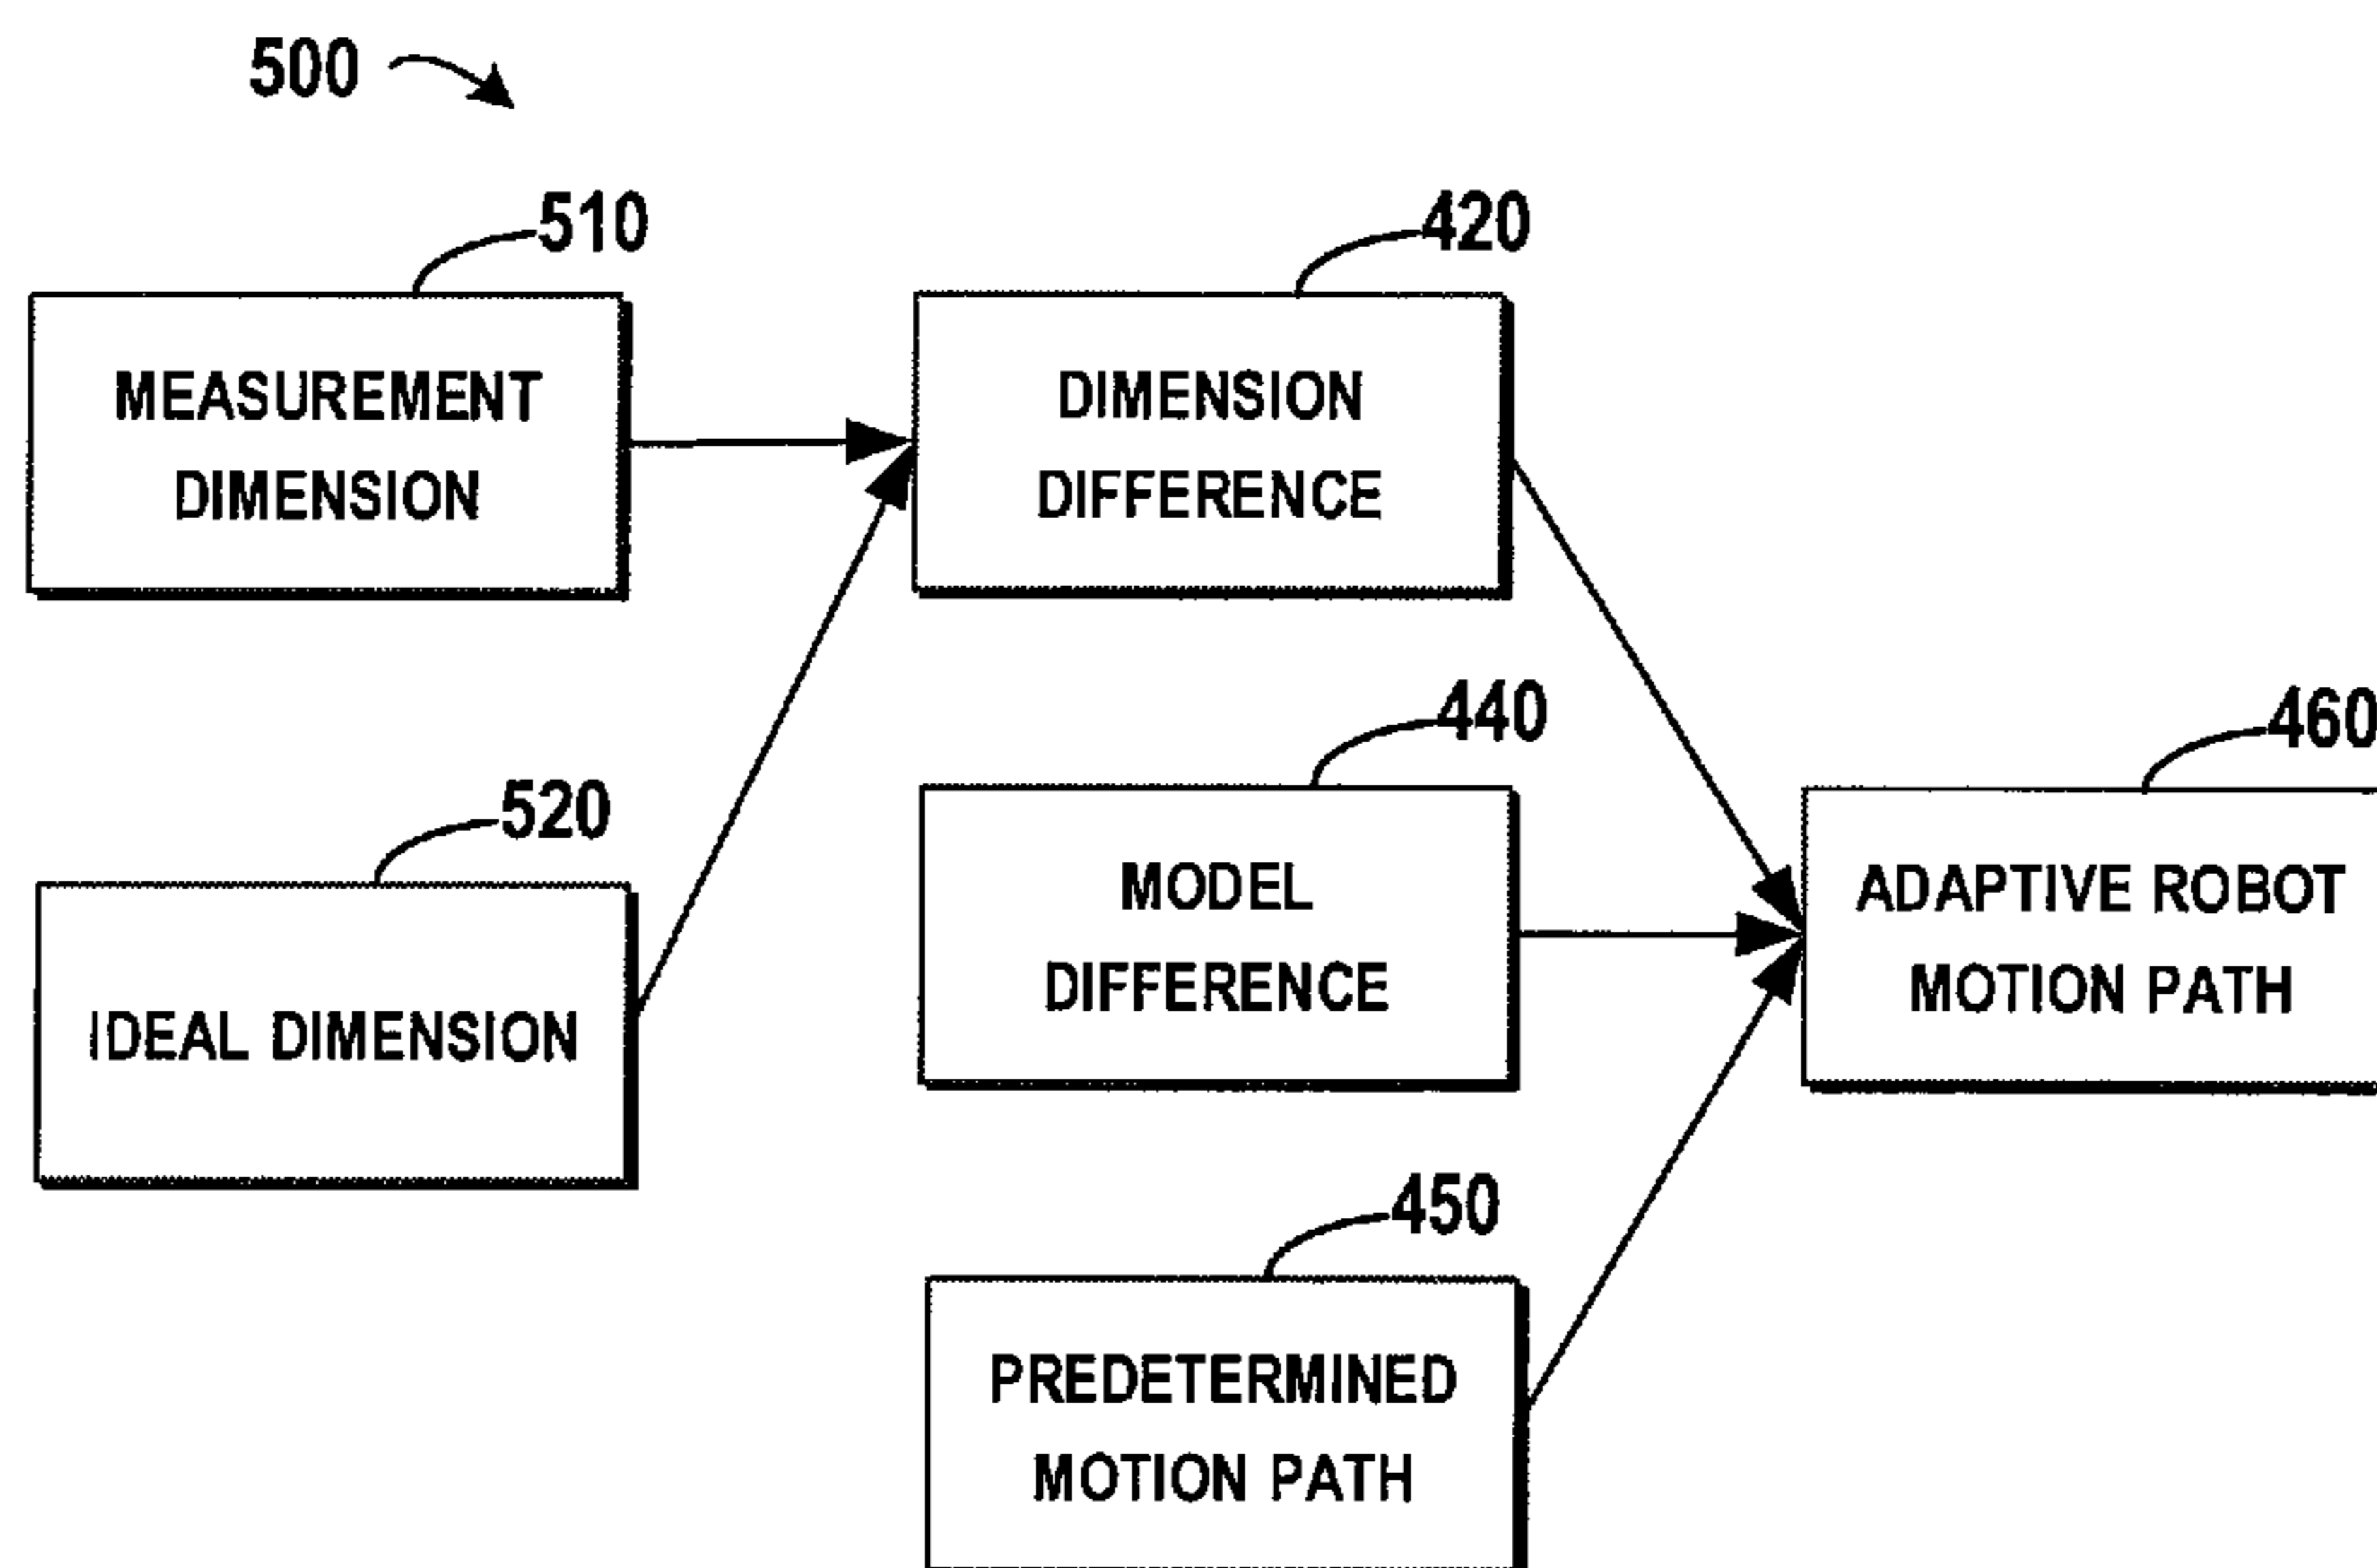 500
510
MEASUREMENT
DIMENSION
420
DIMENSION
DIFFERENCE
520
IDEAL DIMENSION
440
MODEL
DIFFERENCE
460
ADAPTIVE ROBOT
MOTION PATH
450
PREDETERMINED
MOTION PATH